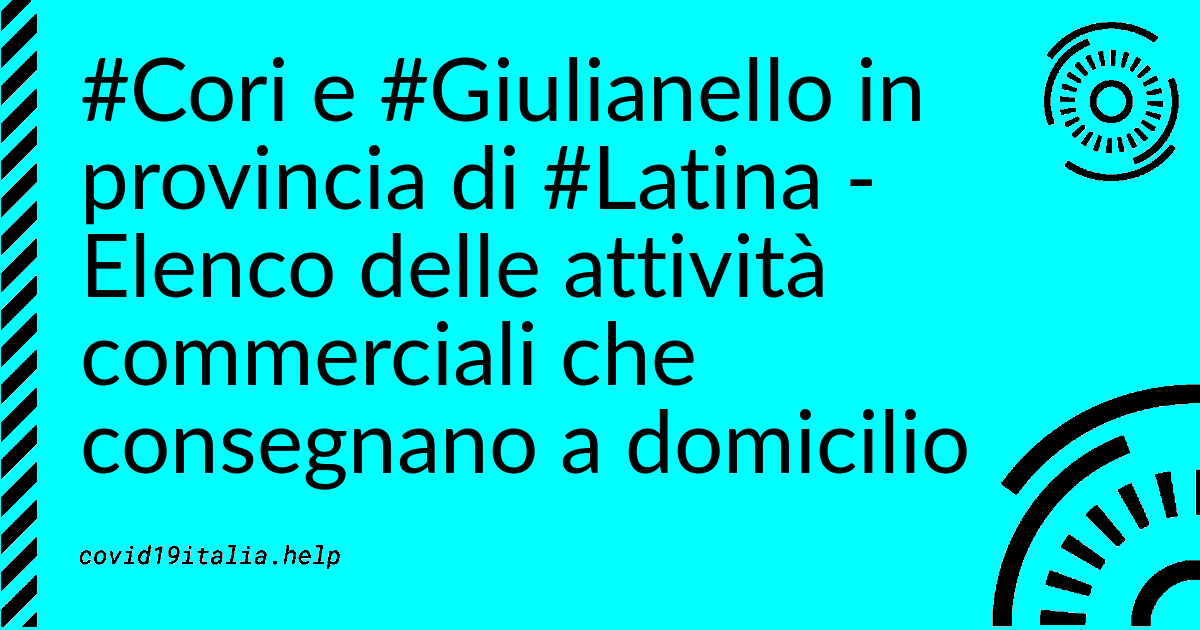 #Cori e #Giulianello in
provincia di #Latina -
Elenco delle attività
commerciali che
consegnano a domicilio
covid19italia.help